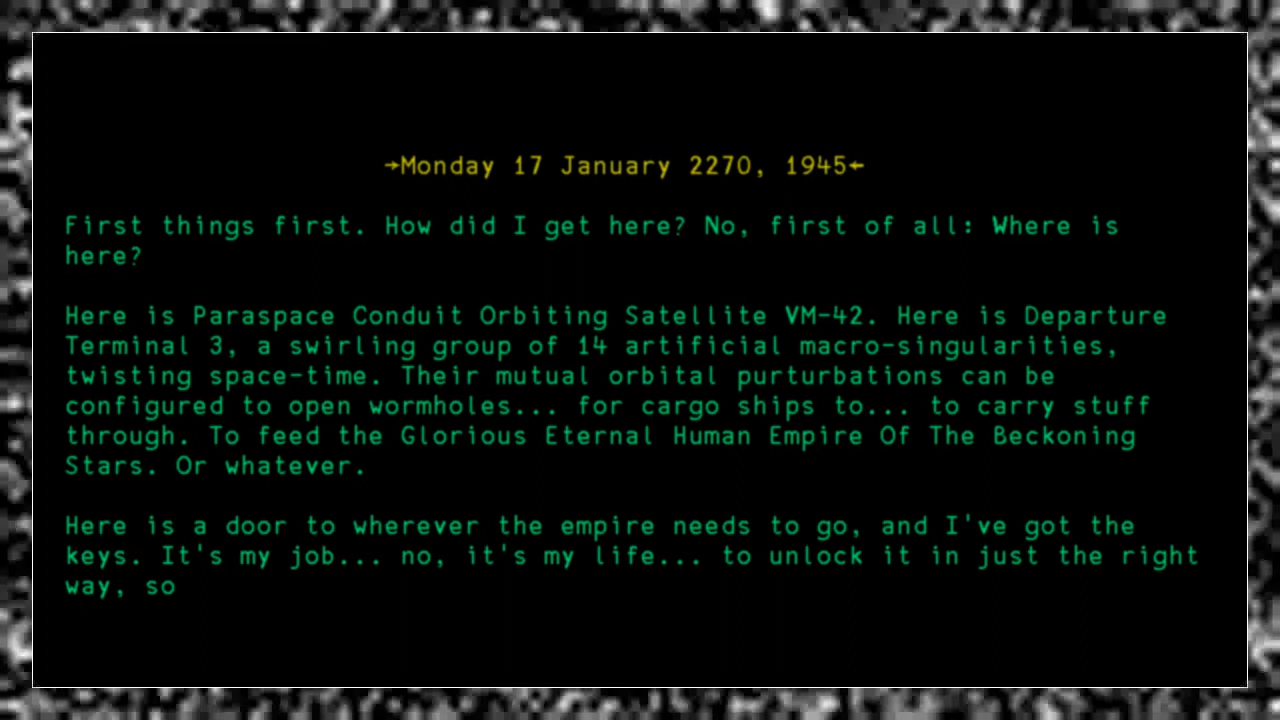 →Monday 17 January 2270, 1945←
First things first. How did I get here? No, first of all: Where is
here?
Here is Paraspace Conduit Orbiting Satellite VM-42. Here is Departure
Terminal 3, a swirling group of 14 artificial macro-singularities,
twisting space-time. Their mutual orbital purturbations can be
configured to open wormholes... for cargo ships to... to carry stuff
through. To feed the Glorious Eternal Human Empire Of The Beckoning
Stars. Or whatever.
Here is a door to wherever the empire needs to go, and I've got the
keys. It's my job... no, it's my life... to unlock it in just the right
way, so